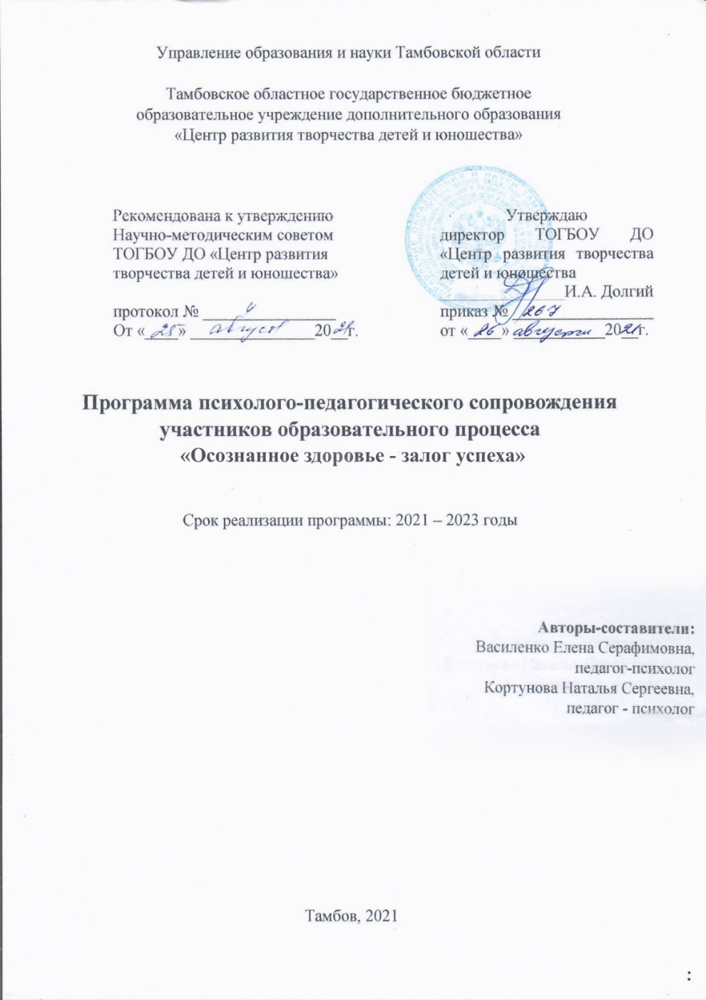 Управление образования и науки Тамбовской области
Тамбовское областное государственное бюджетное
образовательное учреждение дополнительного образования
«Центр развития творчества детей и юношества»
Рекомендована к утверждению
Научно-методическим советом
ТОГБОУ ДО «Центр развития
творчества детей и юношества»
протокол № 4
От «25» август 2021г.
Утверждаю
директор ТОГБОУ ДО
«Центр развития творчества
детей и юношества
И.А. Долгий
приказ № 267
от «26» августа 2021г.
Программа психолого-педагогического сопровождения
участников образовательного процесса
«Осознанное здоровье - залог успеха»
Срок реализации программы: 2021 – 2023 годы
Авторы-составители:
Василенко Елена Серафимовна,
педагог-психолог
Кортунова Наталья Сергеевна,
педагог - психолог
Тамбов, 2021
: